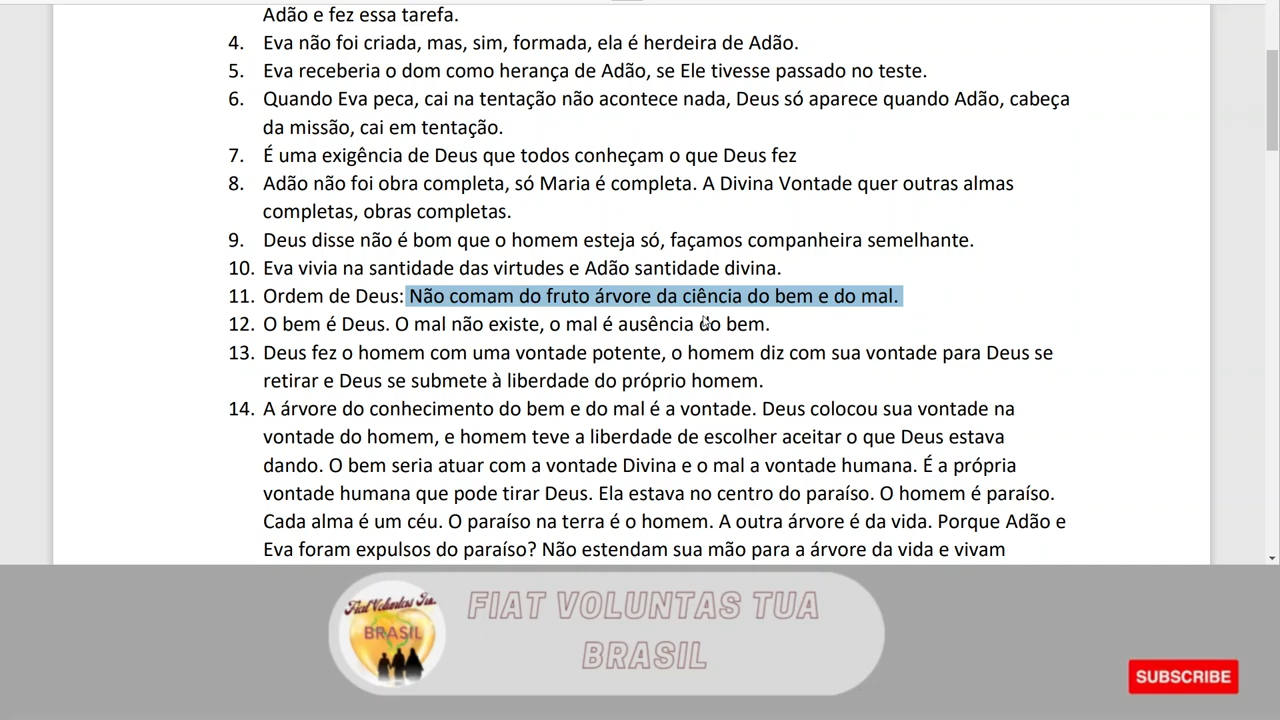 Adão e fez essa tarefa.
4. Eva não foi criada, mas, sim, formada, ela é herdeira de Adão.
5. Eva receberia o dom como herança de Adão, se Ele tivesse passado no teste.
6. Quando Eva peca, cai na tentação não acontece nada, Deus só aparece quando Adão, cabeça
da missão, cai em tentação.
7. É uma exigência de Deus que todos conheçam o que Deus fez
8. Adão não foi obra completa, só Maria é completa. A Divina Vontade quer outras almas
completas, obras completas.
9. Deus disse não é bom que o homem esteja só, façamos companheira semelhante.
10. Eva vivia na santidade das virtudes e Adão santidade divina.
11. Ordem de Deus: Não comam do fruto árvore da ciência do bem e do mal.
12. O bem é Deus. O mal não existe, o mal é ausência do bem.
13. Deus fez o homem com uma vontade potente, o homem diz com sua vontade para Deus se
retirar e Deus se submete à liberdade do próprio homem.
14. A árvore do conhecimento do bem e do mal é a vontade. Deus colocou sua vontade na
vontade do homem, e homem teve a liberdade de escolher aceitar o que Deus estava
dando. O bem seria atuar com a vontade Divina e o mal a vontade humana. É a própria
vontade humana que pode tirar Deus. Ela estava no centro do paraíso. O homem é paraíso.
Cada alma é um céu. O paraíso na terra é o homem. A outra árvore é da vida. Porque Adão e
Eva foram expulsos do paraíso? Não estendam sua mão para a árvore da vida e vivam
Fiat Voluntas Tua
BRASIL
FIAT VOLUNTAS TUA
BRASIL
SUBSCRIBE